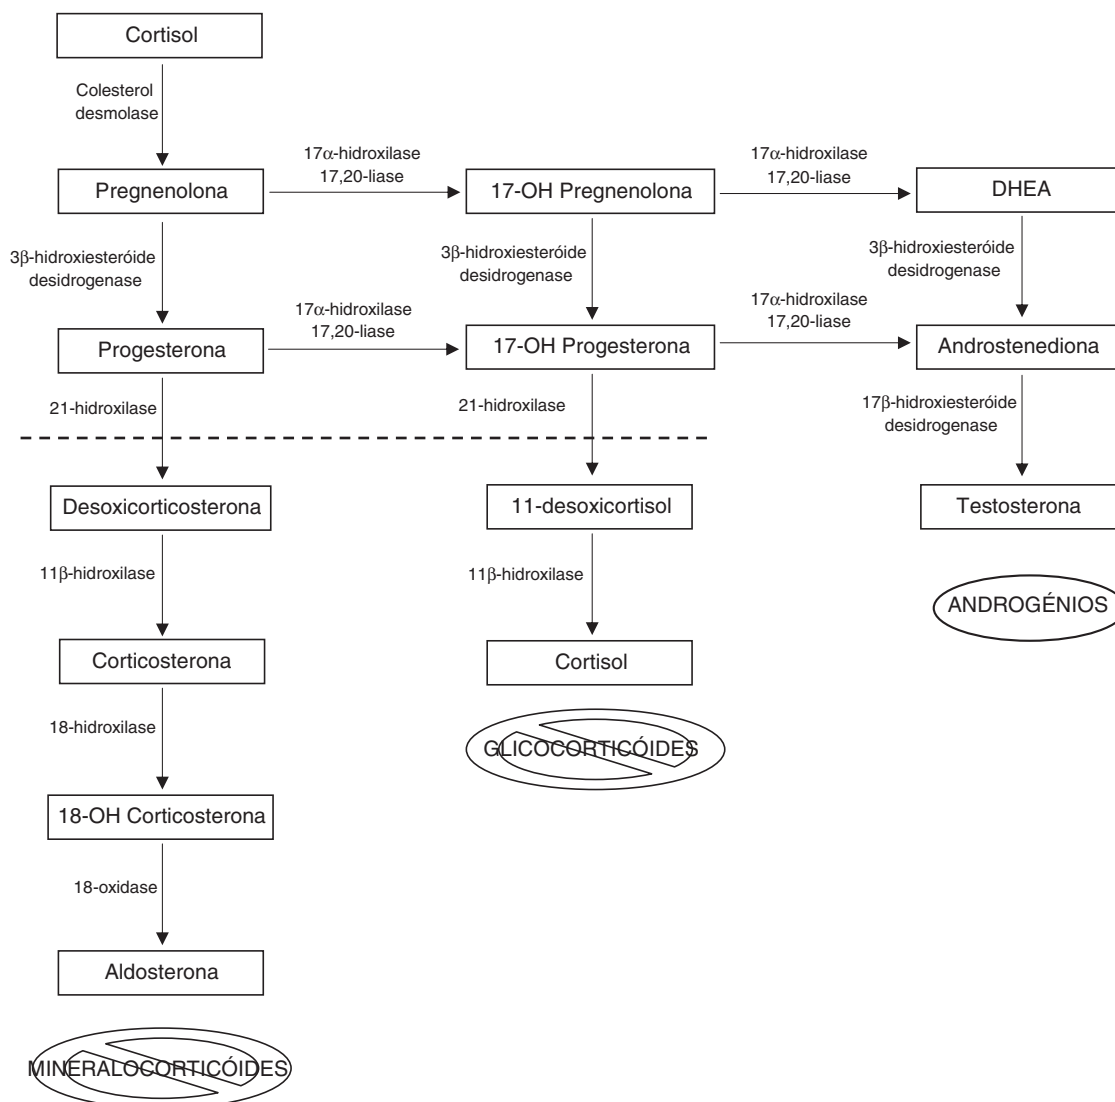 Cortisol
Colesterol
desmolase
17α-hidroxilase
17,20-liase
17α-hidroxilase
17,20-liase
Pregnenolona
17-OH Pregnenolona
DHEA
3β-hidroxiesteróide
desidrogenase
3β-hidroxiesteróide
desidrogenase
3β-hidroxiesteróide
desidrogenase
17α-hidroxilase
17,20-liase
17α-hidroxilase
17,20-liase
Progesterona
17-OH Progesterona
Androstenediona
21-hidroxilase
21-hidroxilase
17β-hidroxiesteróide
desidrogenase
Desoxicorticosterona
11-desoxicortisol
Testosterona
11β-hidroxilase
11β-hidroxilase
ANDROGÉNIOS
Corticosterona
Cortisol
18-hidroxilase
GLICOCORTICÓIDES
18-OH Corticosterona
18-oxidase
Aldosterona
MINERALOCORTICÓIDES